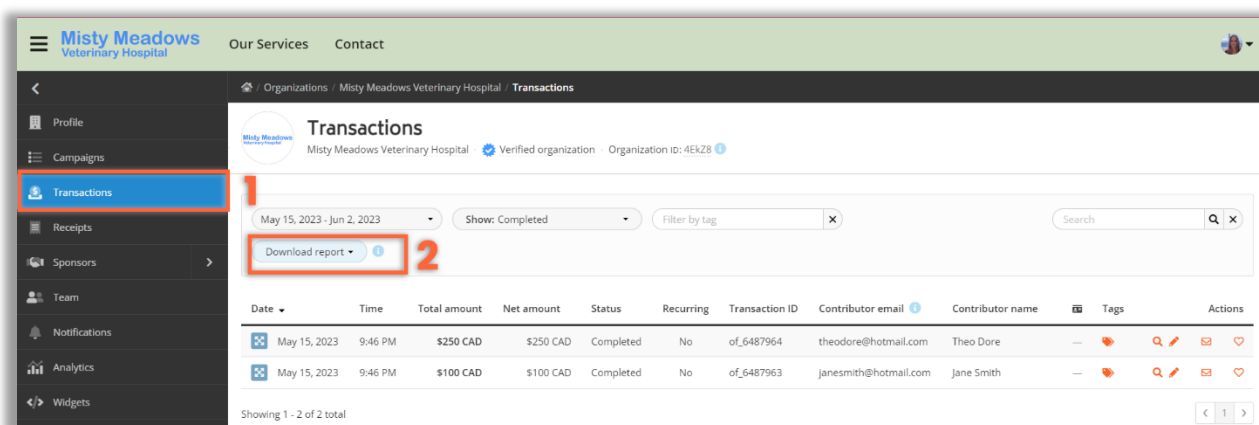 Misty Meadows
Veterinary Hospital
Our Services Contact
/ Organizations / Misty Meadows Veterinary Hospital / Transactions
Profile
Campaigns
Transactions
Receipts
Sponsors
Team
Notifications
Analytics
Widgets
1
Misty Meadows
Veterinary Hospital
Transactions
Misty Meadows Veterinary Hospital · Verified organization · Organization ID: 4EkZ8
May 15, 2023 - Jun 2, 2023 Show: Completed Filter by tag Search
Download report
2
Date Time Total amount Net amount Status Recurring Transaction ID Contributor email Contributor name Tags Actions
May 15, 2023 9:46 PM $250 CAD $250 CAD Completed No of_6487964 theodore@hotmail.com Theo Dore —
May 15, 2023 9:46 PM $100 CAD $100 CAD Completed No of_6487963 janesmith@hotmail.com Jane Smith —
Showing 1 - 2 of 2 total
1